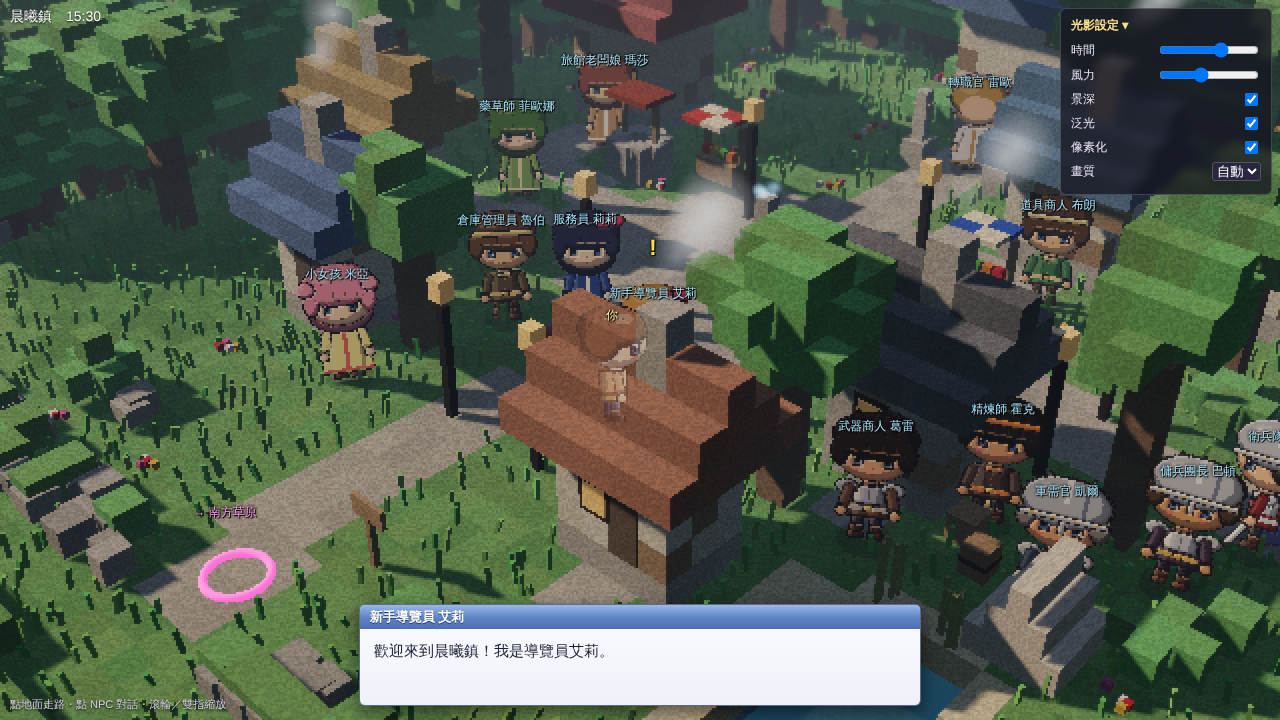 晨曦鎮 15:30
光影設定 ▾
時間
風力
景深
泛光
像素化
畫質
自動
旅館老闆娘 瑪莎
轉職官 雷歐
藥草師 菲歐娜
道具商人 布朗
倉庫管理員 魯伯
服務員 莉莉
!
小女孩 米亞
新手導覽員 艾莉
你
精煉師 霍克
武器商人 葛雷
衛兵隊
傭兵團長 巴頓
軍需官 凱爾
南方草原
新手導覽員 艾莉
歡迎來到晨曦鎮！我是導覽員艾莉。
點地面走路・點 NPC 對話・滾輪／雙指縮放